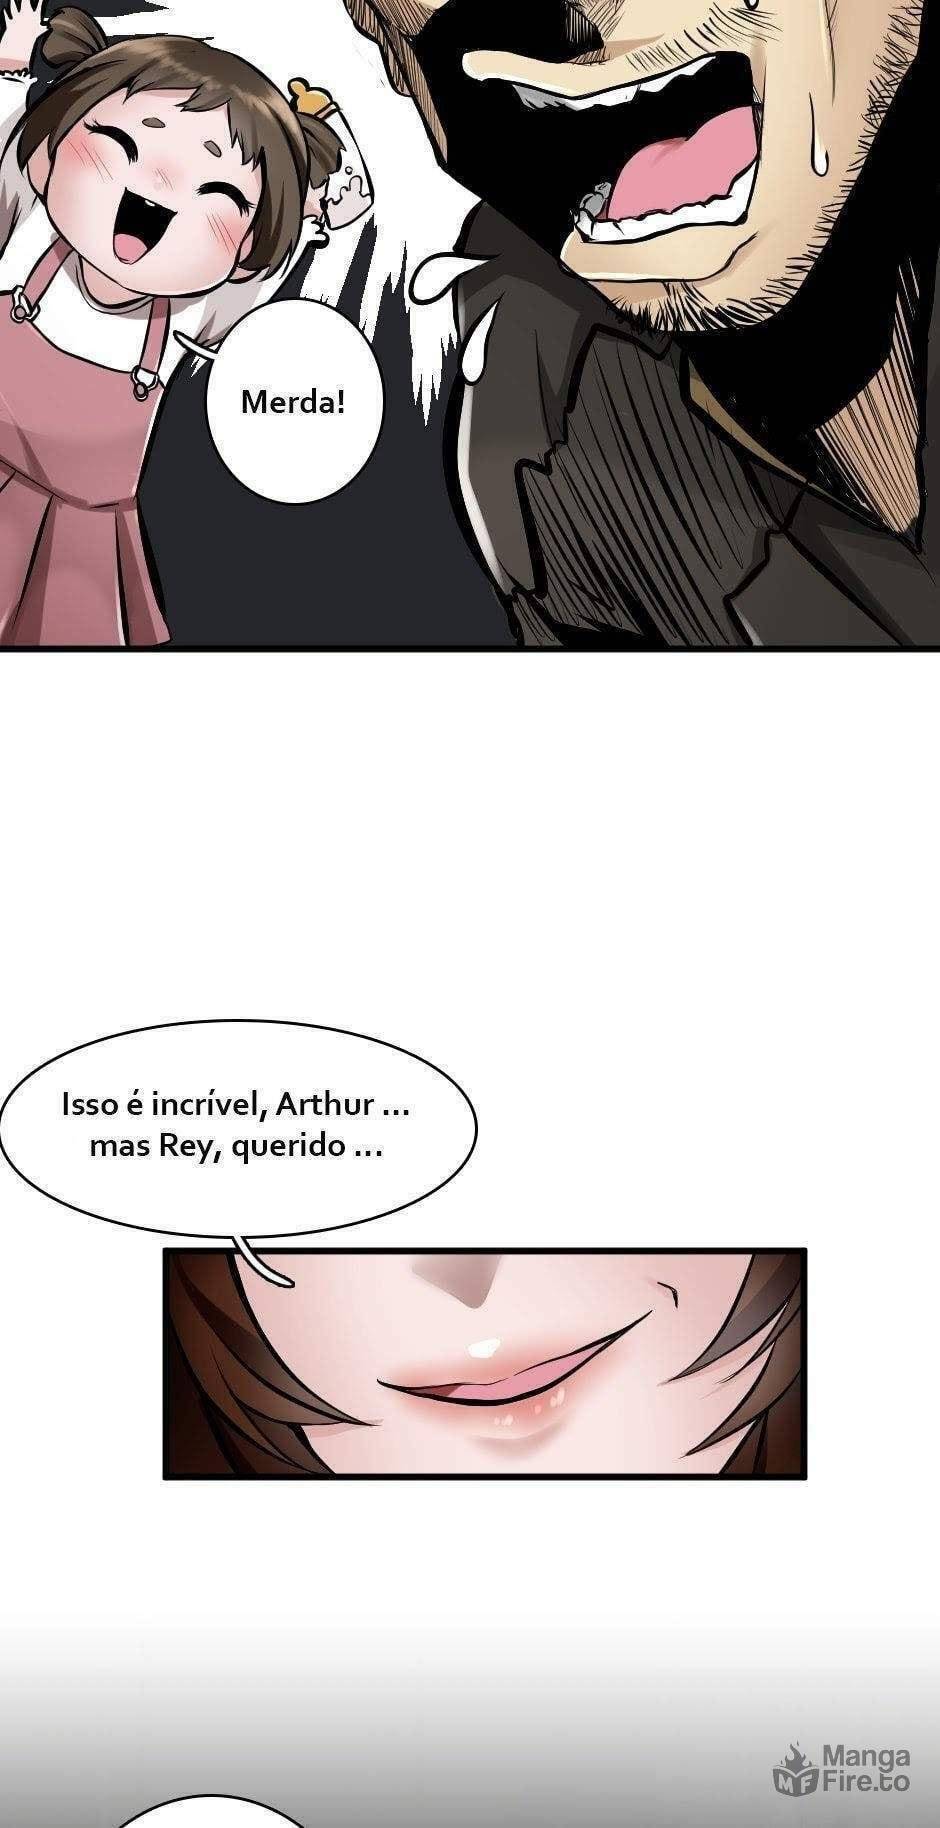 Merda!
Isso é incrível, Arthur ...
mas Rey, querido ...
Manga
Fire.to